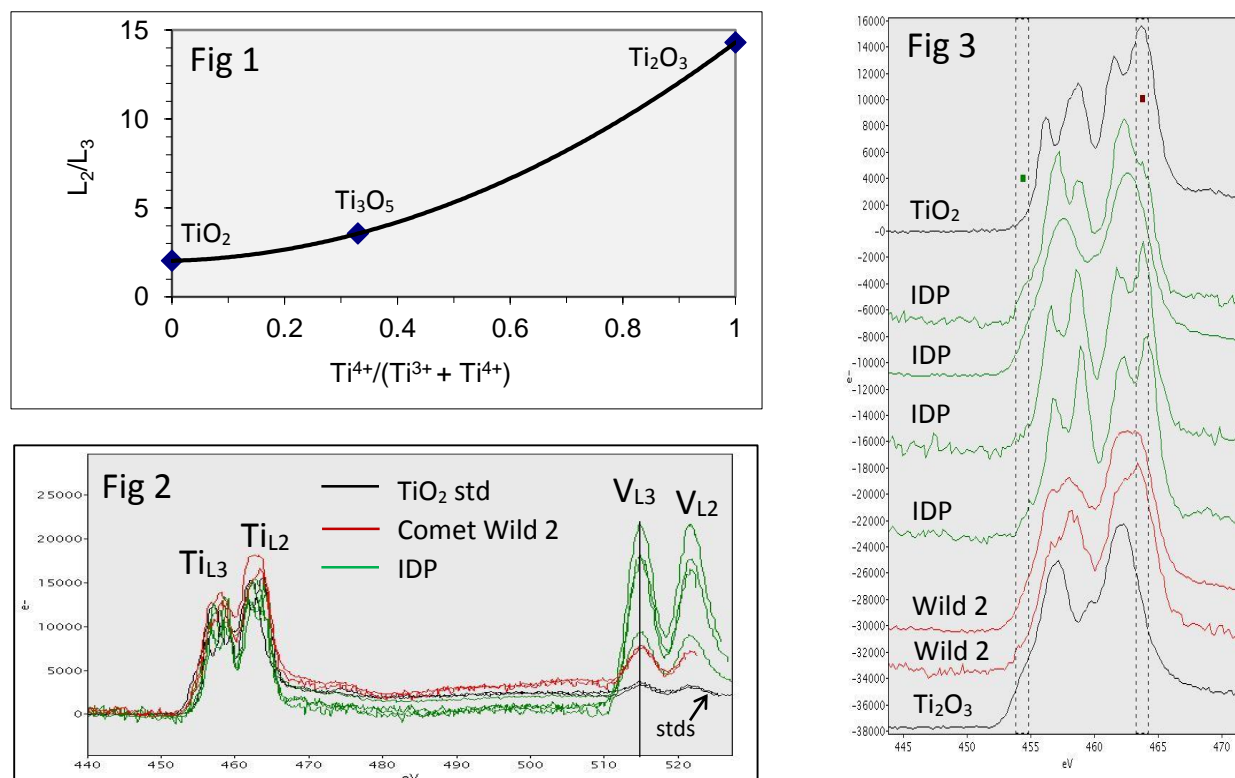 Fig 1
15
10
5
0
L₂/L₃
TiO₂
Ti₃O₅
Ti₂O₃
0 0.2 0.4 0.6 0.8 1
Ti⁴⁺/(Ti³⁺ + Ti⁴⁺)
Fig 2
25000
20000
15000
10000
5000
0
e-
TiO₂ std
Comet Wild 2
IDP
Ti_L3
Ti_L2
V_L3
V_L2
stds
440 450 460 470 480 490 500 510 520
eV
Fig 3
16000
14000
12000
10000
8000
6000
4000
2000
-0
-2000
-4000
-6000
-8000
-10000
-12000
-14000
-16000
-18000
-20000
-22000
-24000
-26000
-28000
-30000
-32000
-34000
-36000
-38000
e-
TiO₂
IDP
IDP
IDP
IDP
Wild 2
Wild 2
Ti₂O₃
445 450 455 460 465 470
eV